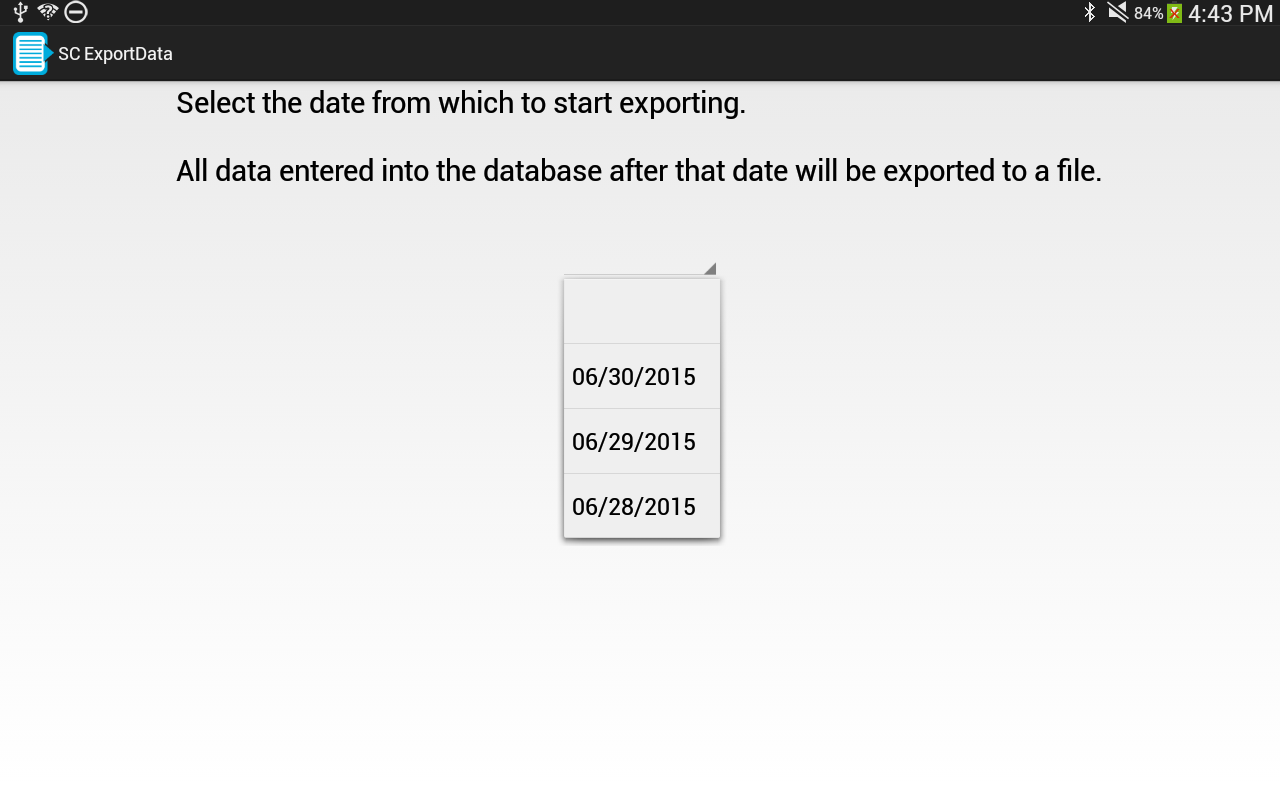 84% 4:43 PM
SC ExportData
Select the date from which to start exporting.
All data entered into the database after that date will be exported to a file.
06/30/2015
06/29/2015
06/28/2015